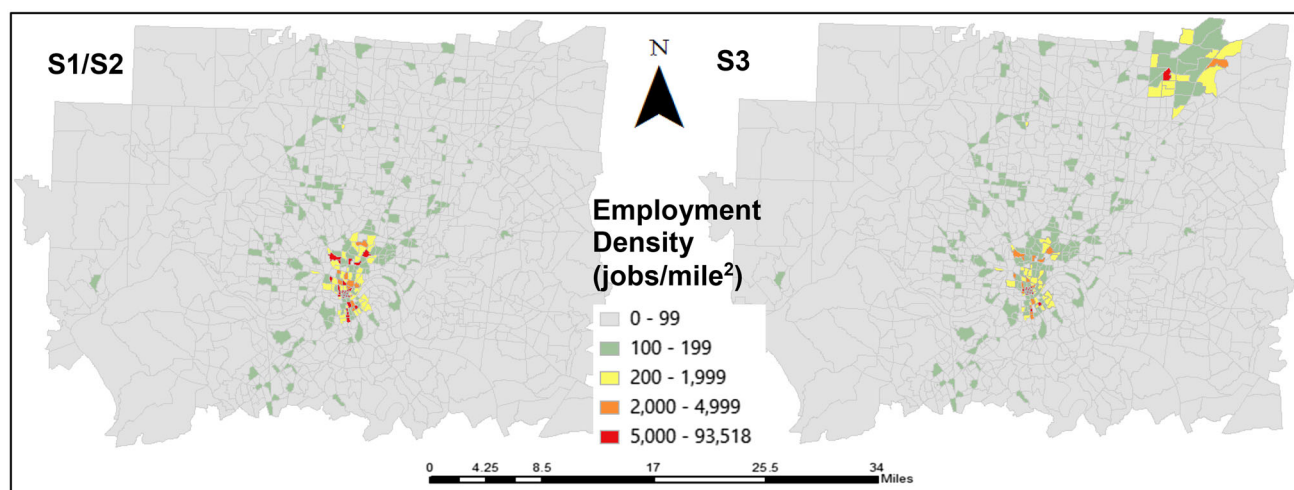 S1/S2
N
S3
Employment
Density
(jobs/mile²)
0 - 99
100 - 199
200 - 1,999
2,000 - 4,999
5,000 - 93,518
0 4.25 8.5 17 25.5 34
Miles